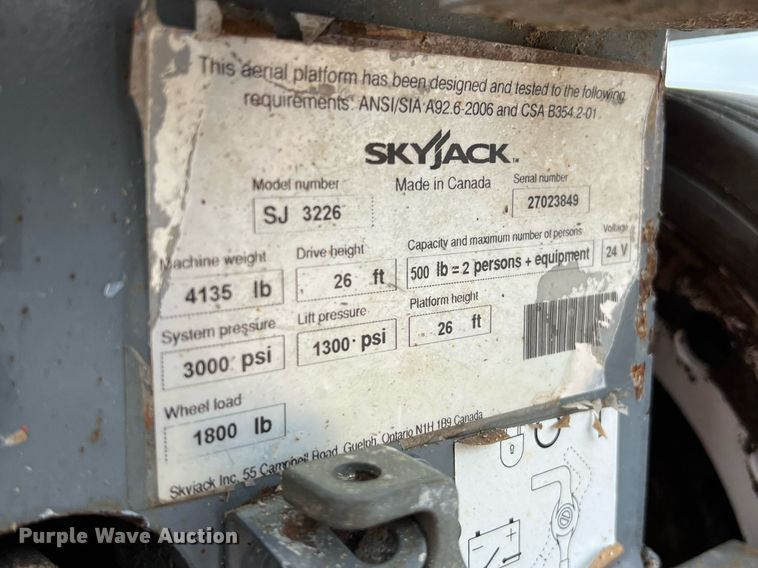 This aerial platform has been designed and tested to the following
requirements: ANSI/SIA A92.6-2006 and CSA B354.2-01
SKYJACK™
Model number
Made in Canada
Serial number
SJ 3226
27023849
Machine weight
Drive height
Capacity and maximum number of persons
Voltage
4135 lb
26 ft
500 lb = 2 persons + equipment
24 V
System pressure
Lift pressure
Platform height
3000 psi
1300 psi
26 ft
Wheel load
1800 lb
Skyjack Inc. 55 Campbell Road, Guelph, Ontario N1H 1B9 Canada
Purple Wave Auction